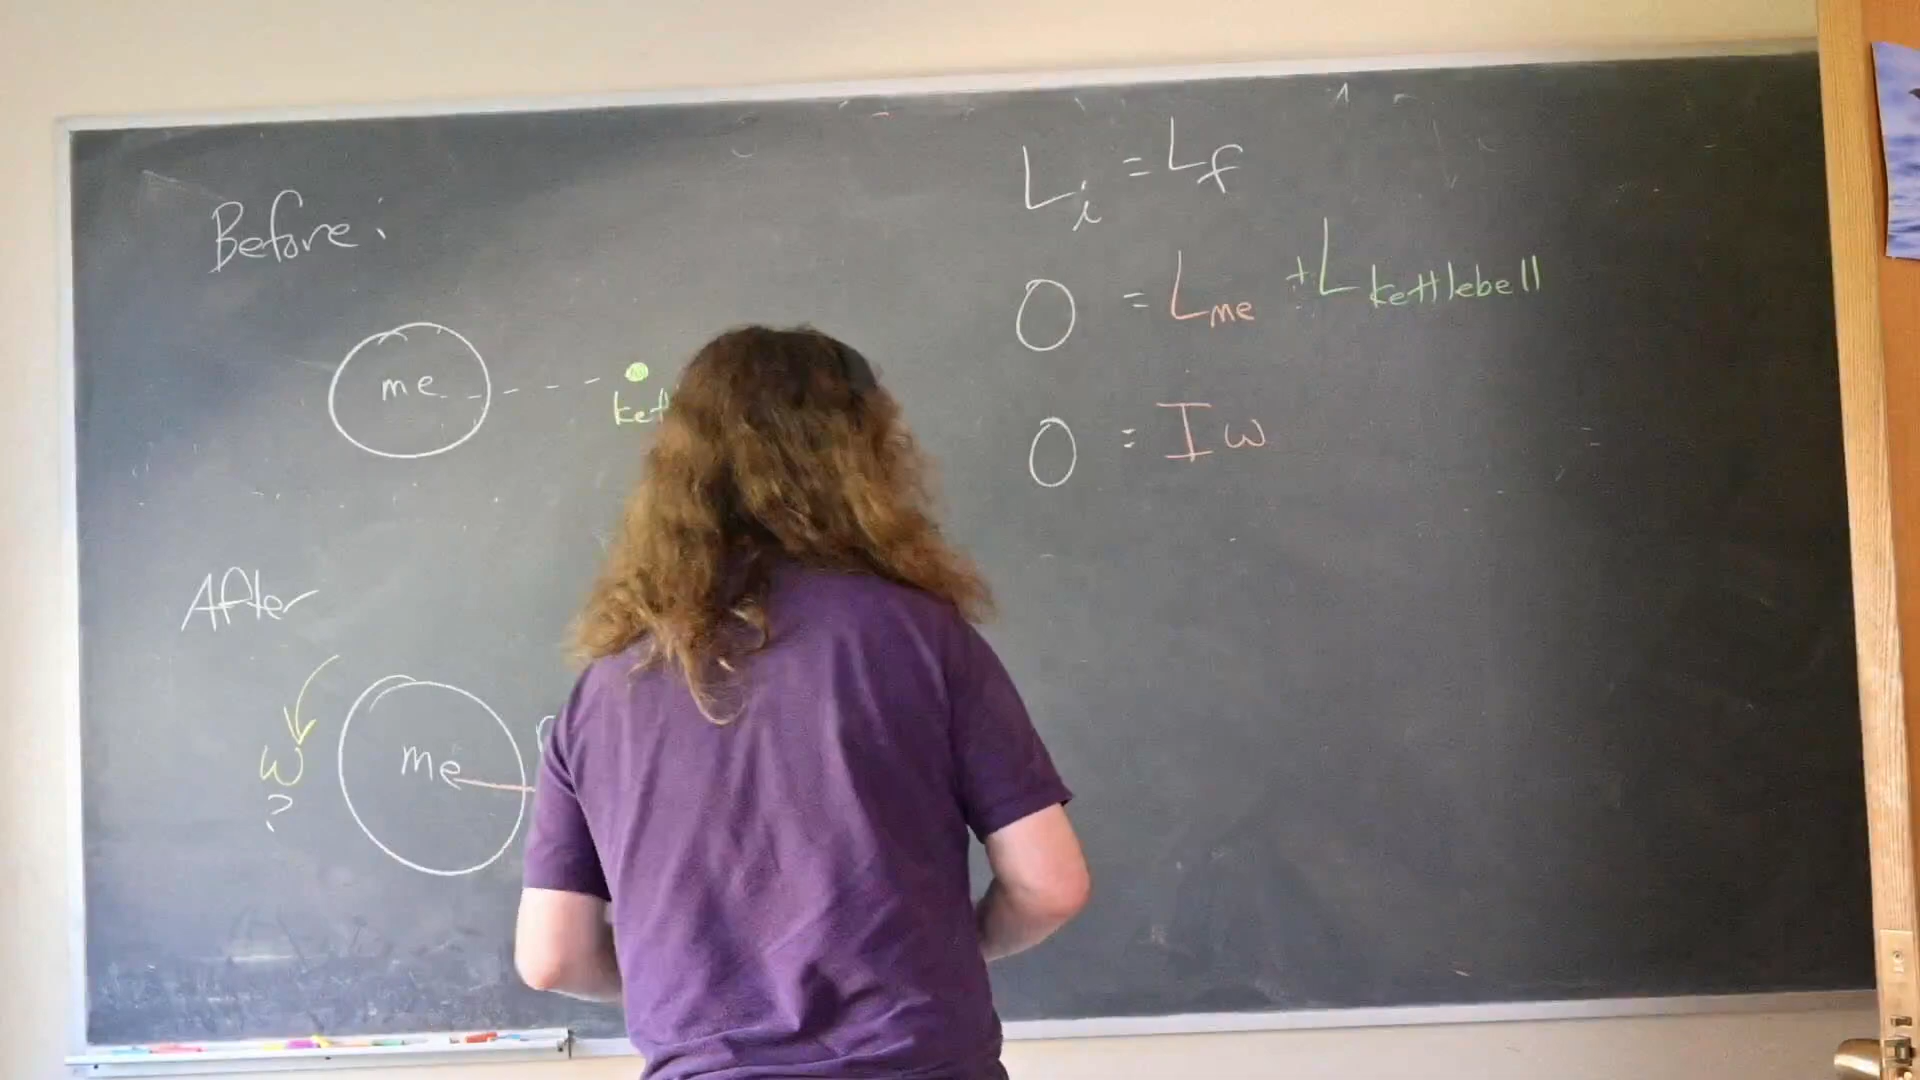 Before:
me
After
me
ω
?
Li = Lf
0 = Lme + Lkettlebell
0 = Iω